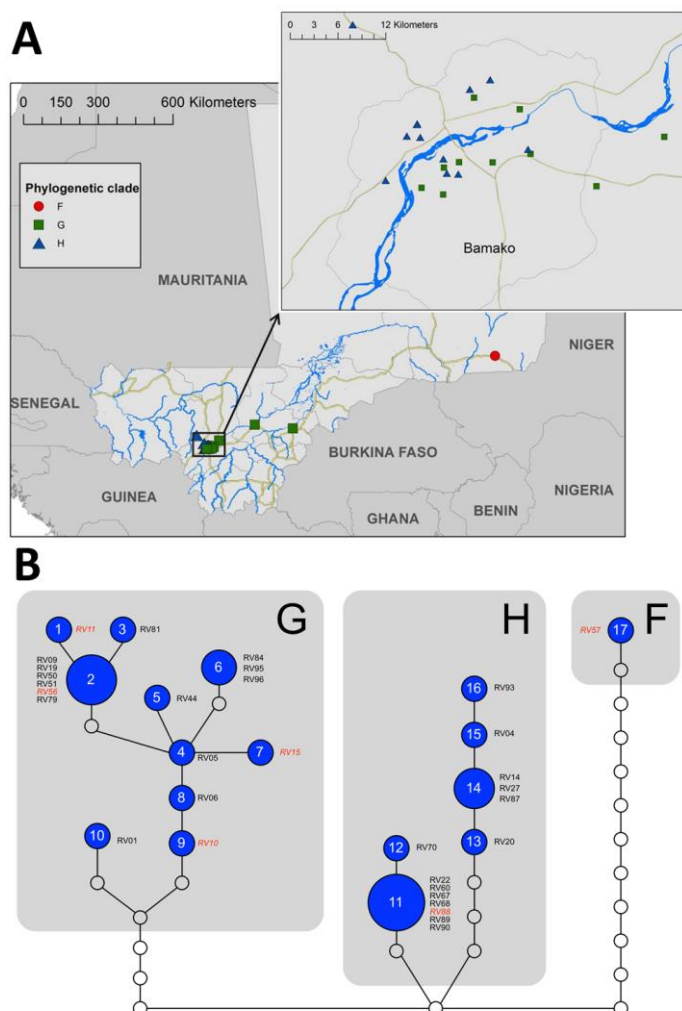 A
0 3 6 12 Kilometers
0 150 300 600 Kilometers
Phylogenetic clade
F
G
H
Bamako
MAURITANIA
NIGER
SENEGAL
BURKINA FASO
GUINEA
NIGERIA
BENIN
GHANA
B
G
H
F
1 RV11
3 RV81
17 RV57
RV09
RV19
RV50
RV51
RV56
RV79
2
6
RV84
RV95
RV96
5 RV44
4
RV05
7 RV15
8 RV06
10 RV01
9 RV10
16 RV93
15 RV04
14
RV14
RV27
RV87
13 RV20
12 RV70
11
RV22
RV60
RV67
RV68
RV88
RV89
RV90